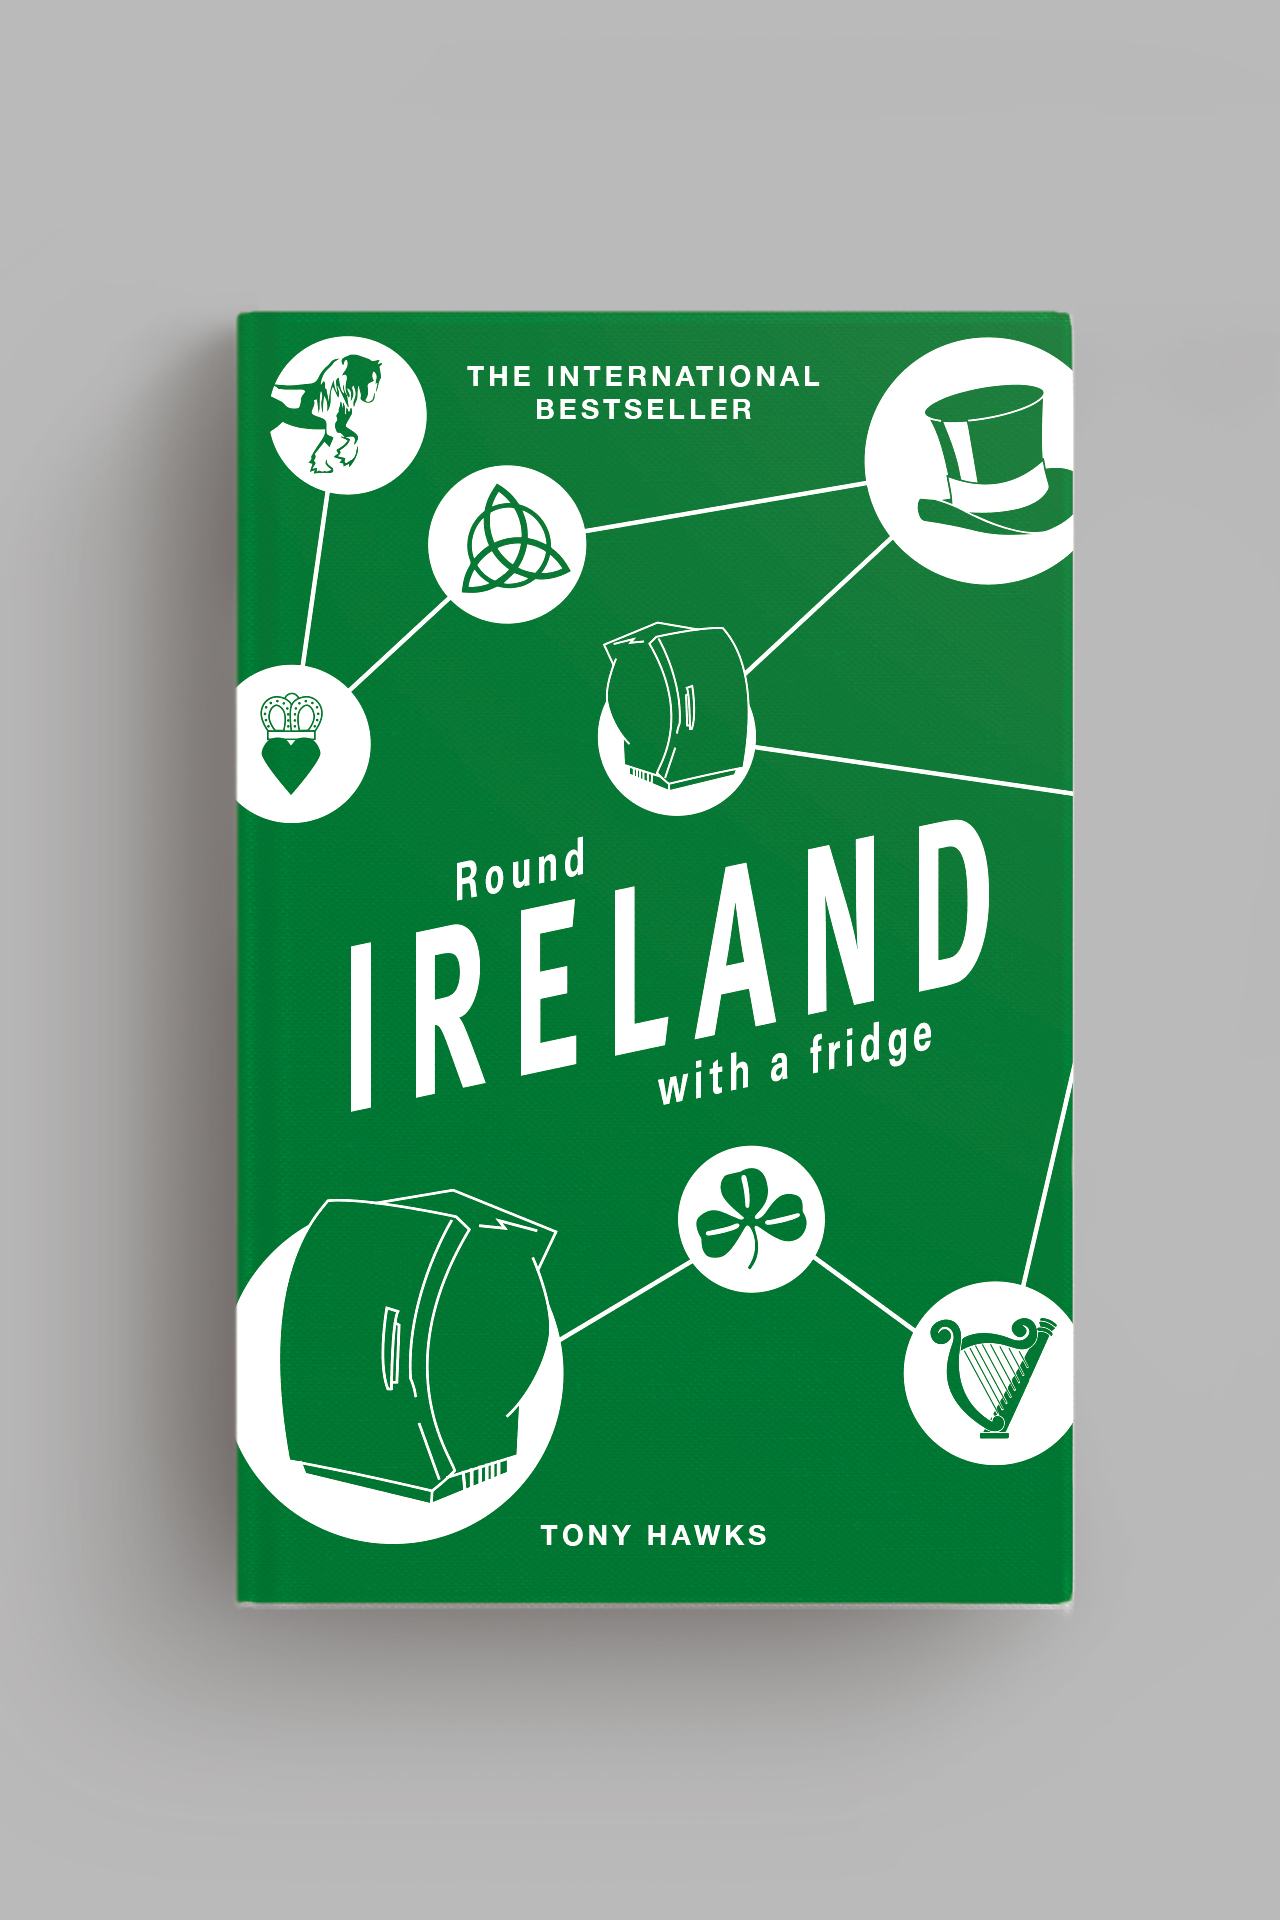 THE INTERNATIONAL
BESTSELLER
Round
IRELAND
with a fridge
TONY HAWKS